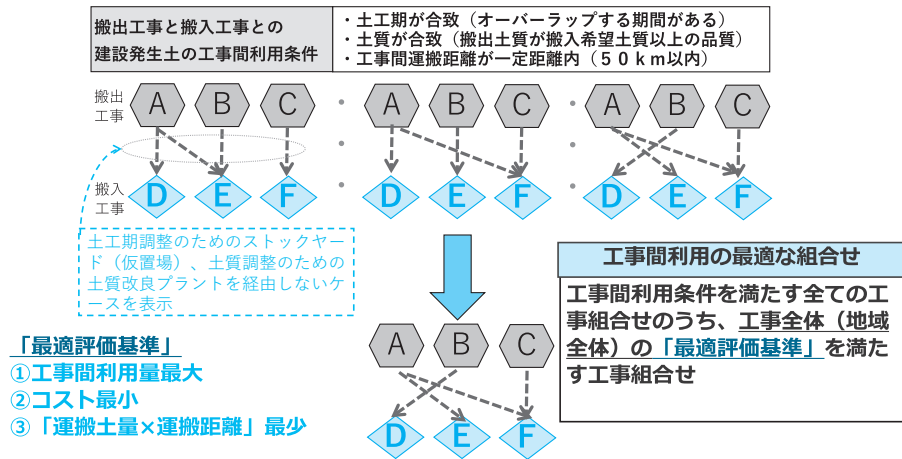 搬出工事と搬入工事との
建設発生土の工事間利用条件
・土工期が合致（オーバーラップする期間がある）
・土質が合致（搬出土質が搬入希望土質以上の品質）
・工事間運搬距離が一定距離内（５０ｋｍ以内）
搬出
工事
A B C ・ A B C ・ A B C
搬入
工事
D E F ・ D E F ・ D E F
土工期調整のためのストックヤー
ド（仮置場）、土質調整のための
土質改良プラントを経由しないケ
ースを表示
工事間利用の最適な組合せ
工事間利用条件を満たす全ての工
事組合せのうち、工事全体（地域
全体）の「最適評価基準」を満た
す工事組合せ
「最適評価基準」
①工事間利用量最大
②コスト最小
③「運搬土量×運搬距離」最少
A B C
D E F